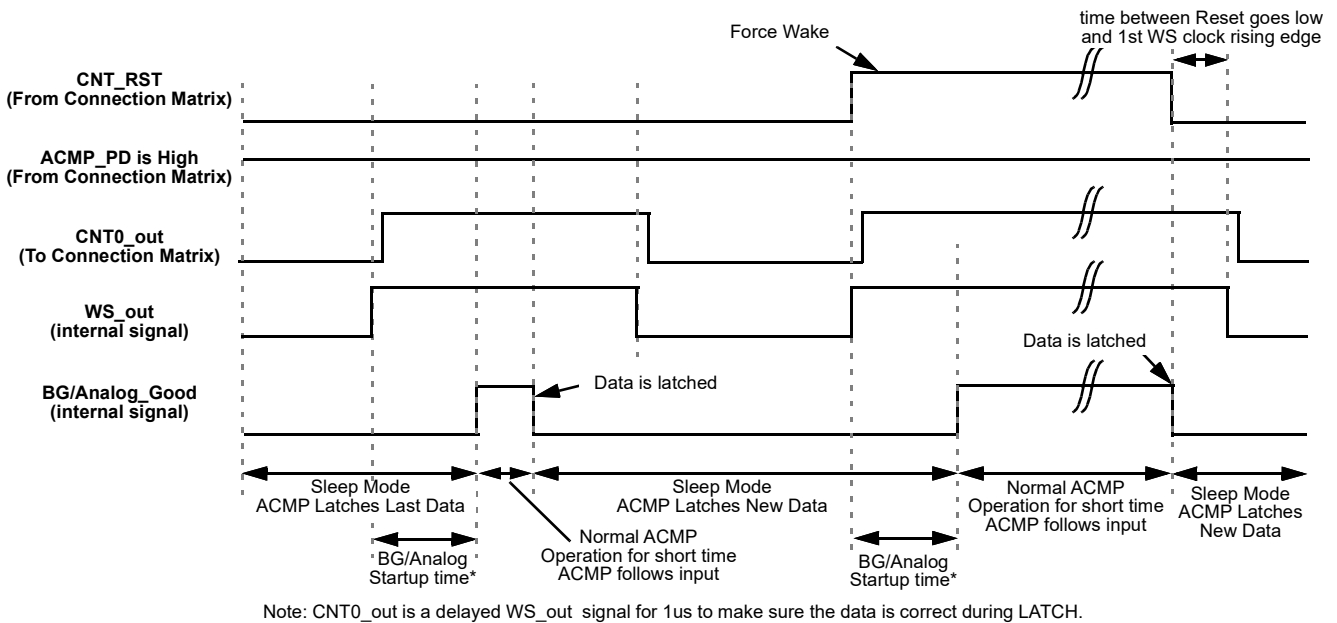 time between Reset goes low
and 1st WS clock rising edge
Force Wake
CNT_RST
(From Connection Matrix)
ACMP_PD is High
(From Connection Matrix)
CNT0_out
(To Connection Matrix)
WS_out
(internal signal)
Data is latched
BG/Analog_Good
(internal signal)
Data is latched
Sleep Mode
ACMP Latches Last Data
Sleep Mode
ACMP Latches New Data
Normal ACMP
Operation for short time
ACMP follows input
Sleep Mode
ACMP Latches
New Data
BG/Analog
Startup time*
Normal ACMP
Operation for short time
ACMP follows input
BG/Analog
Startup time*
Note: CNT0_out is a delayed WS_out signal for 1us to make sure the data is correct during LATCH.